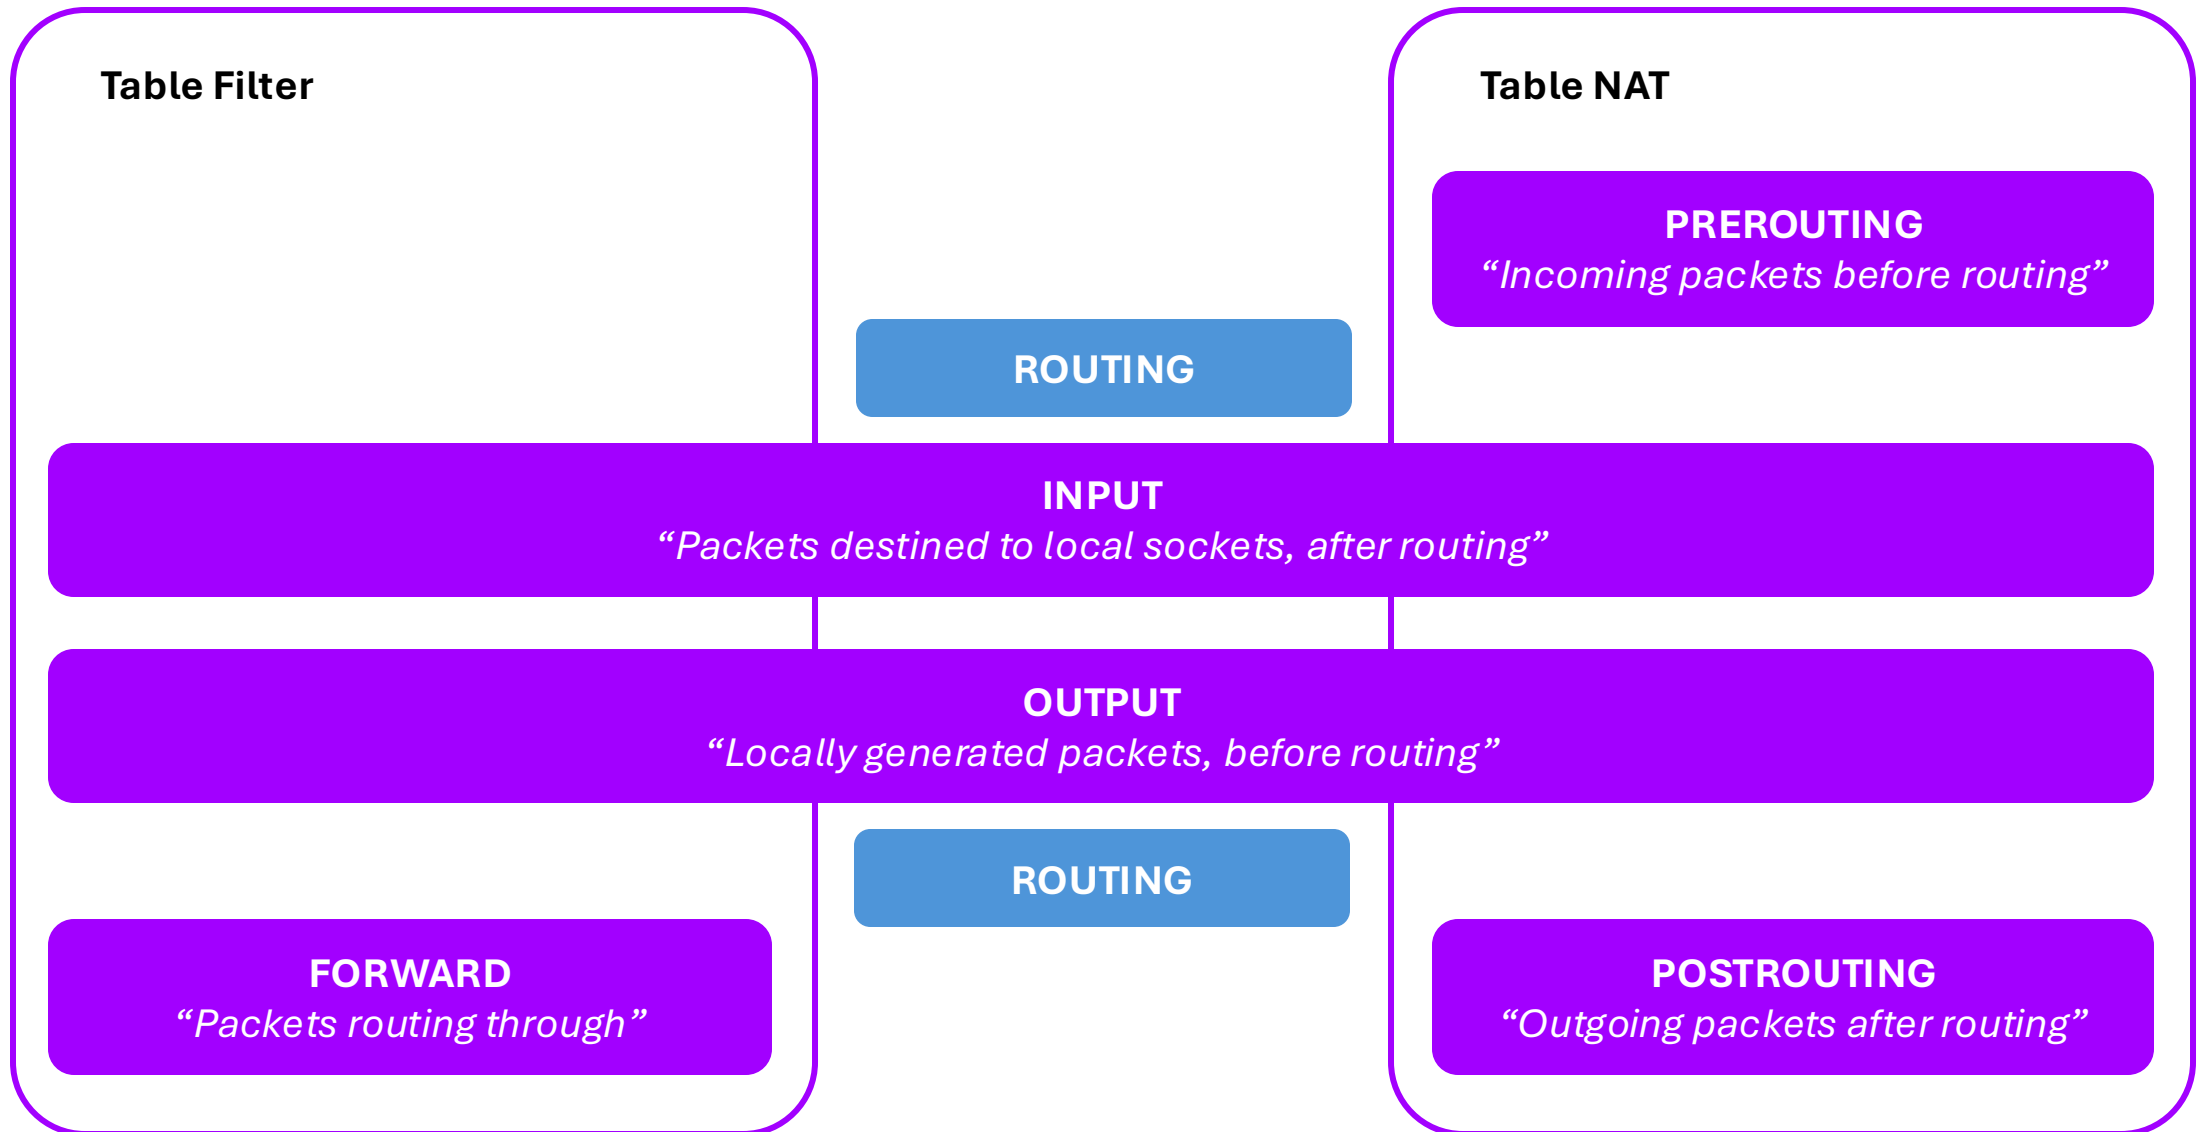 Table Filter
Table NAT
PREROUTING
“Incoming packets before routing”
ROUTING
INPUT
“Packets destined to local sockets, after routing”
OUTPUT
“Locally generated packets, before routing”
ROUTING
FORWARD
“Packets routing through”
POSTROUTING
“Outgoing packets after routing”